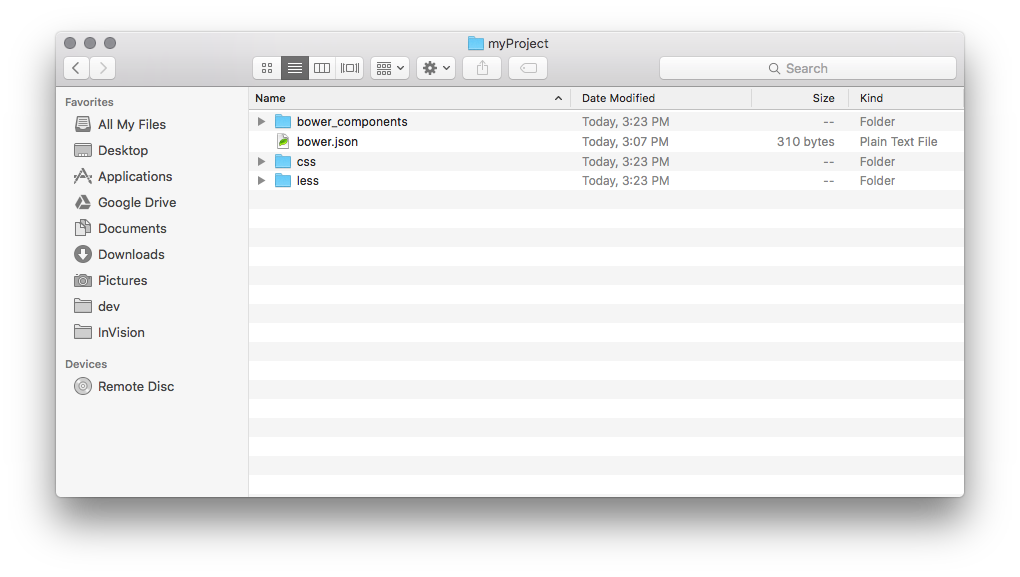 myProject
Search
Favorites
All My Files
Desktop
Applications
Google Drive
Documents
Downloads
Pictures
dev
InVision
Devices
Remote Disc
Name Date Modified Size Kind
bower_components Today, 3:23 PM -- Folder
bower.json Today, 3:07 PM 310 bytes Plain Text File
css Today, 3:23 PM -- Folder
less Today, 3:23 PM -- Folder